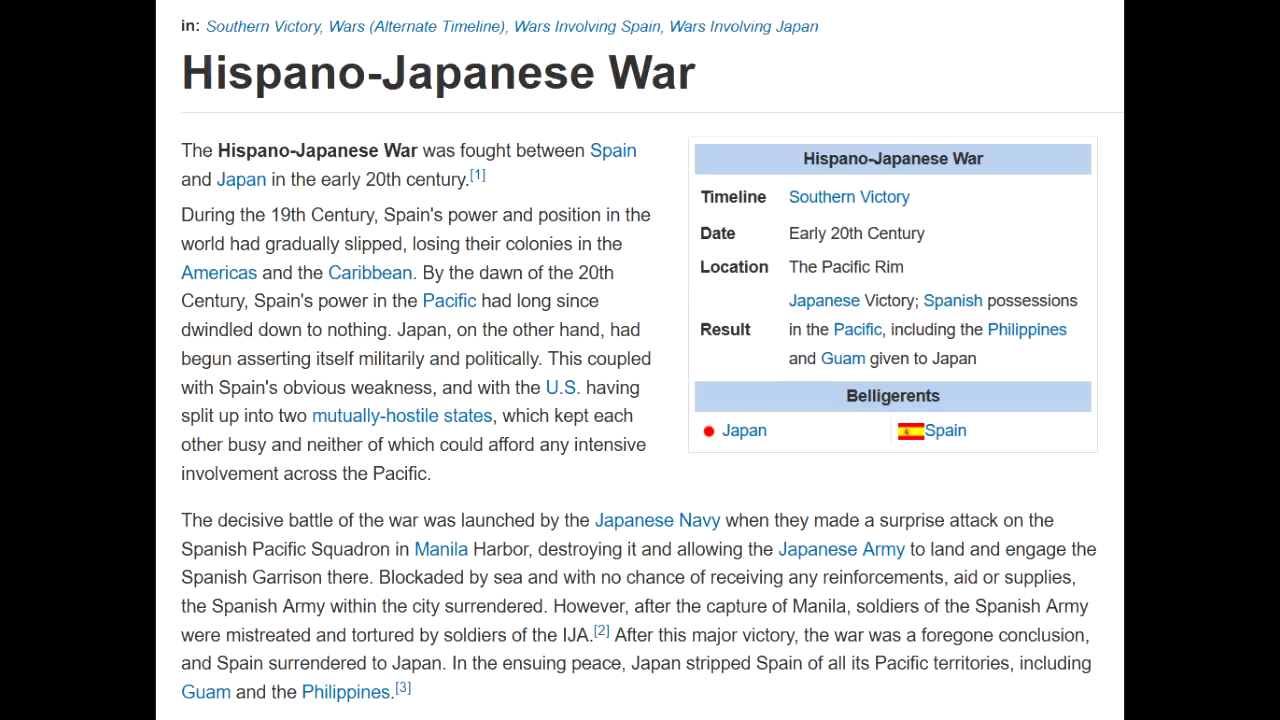 in: Southern Victory, Wars (Alternate Timeline), Wars Involving Spain, Wars Involving Japan
Hispano-Japanese War
The Hispano-Japanese War was fought between Spain
and Japan in the early 20th century.[1]
During the 19th Century, Spain's power and position in the
world had gradually slipped, losing their colonies in the
Americas and the Caribbean. By the dawn of the 20th
Century, Spain's power in the Pacific had long since
dwindled down to nothing. Japan, on the other hand, had
begun asserting itself militarily and politically. This coupled
with Spain's obvious weakness, and with the U.S. having
split up into two mutually-hostile states, which kept each
other busy and neither of which could afford any intensive
involvement across the Pacific.
Hispano-Japanese War
Timeline Southern Victory
Date Early 20th Century
Location The Pacific Rim
Result Japanese Victory; Spanish possessions
in the Pacific, including the Philippines
and Guam given to Japan
Belligerents
Japan Spain
The decisive battle of the war was launched by the Japanese Navy when they made a surprise attack on the
Spanish Pacific Squadron in Manila Harbor, destroying it and allowing the Japanese Army to land and engage the
Spanish Garrison there. Blockaded by sea and with no chance of receiving any reinforcements, aid or supplies,
the Spanish Army within the city surrendered. However, after the capture of Manila, soldiers of the Spanish Army
were mistreated and tortured by soldiers of the IJA.[2] After this major victory, the war was a foregone conclusion,
and Spain surrendered to Japan. In the ensuing peace, Japan stripped Spain of all its Pacific territories, including
Guam and the Philippines.[3]